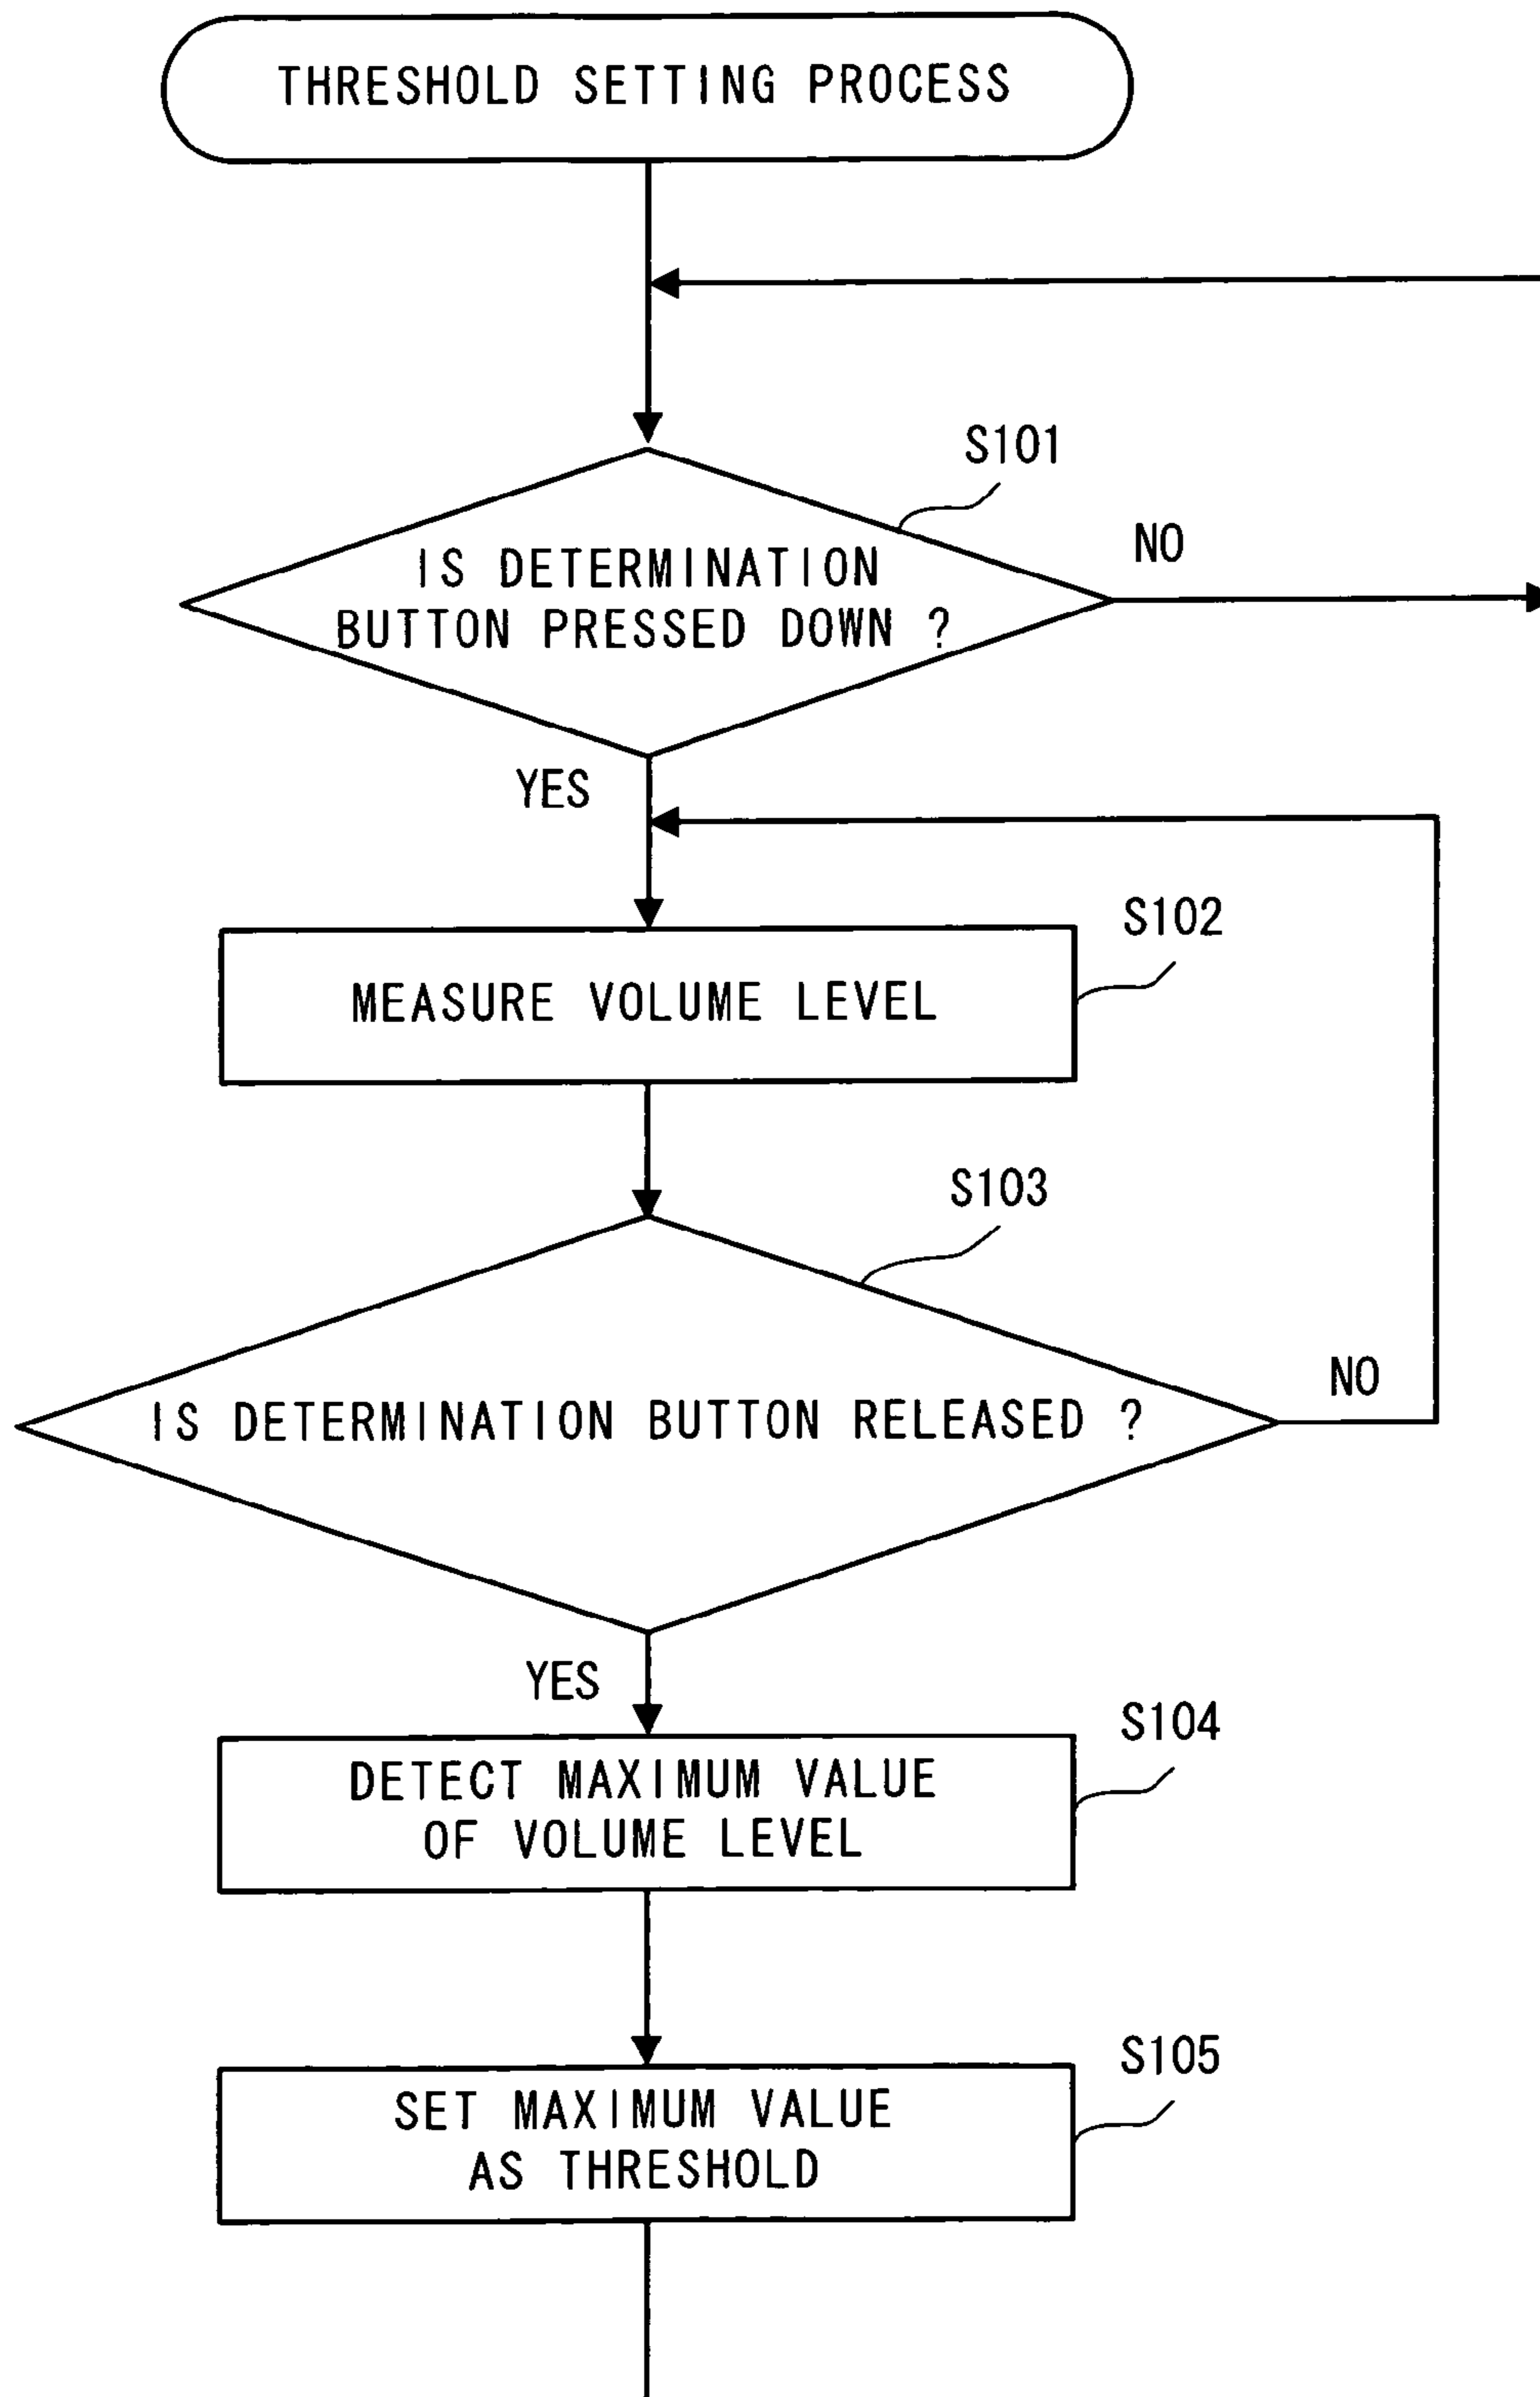 THRESHOLD SETTING PROCESS
S101
IS DETERMINATION
BUTTON PRESSED DOWN ?
NO
YES
S102
MEASURE VOLUME LEVEL
S103
IS DETERMINATION BUTTON RELEASED ?
NO
YES
S104
DETECT MAXIMUM VALUE
OF VOLUME LEVEL
S105
SET MAXIMUM VALUE
AS THRESHOLD